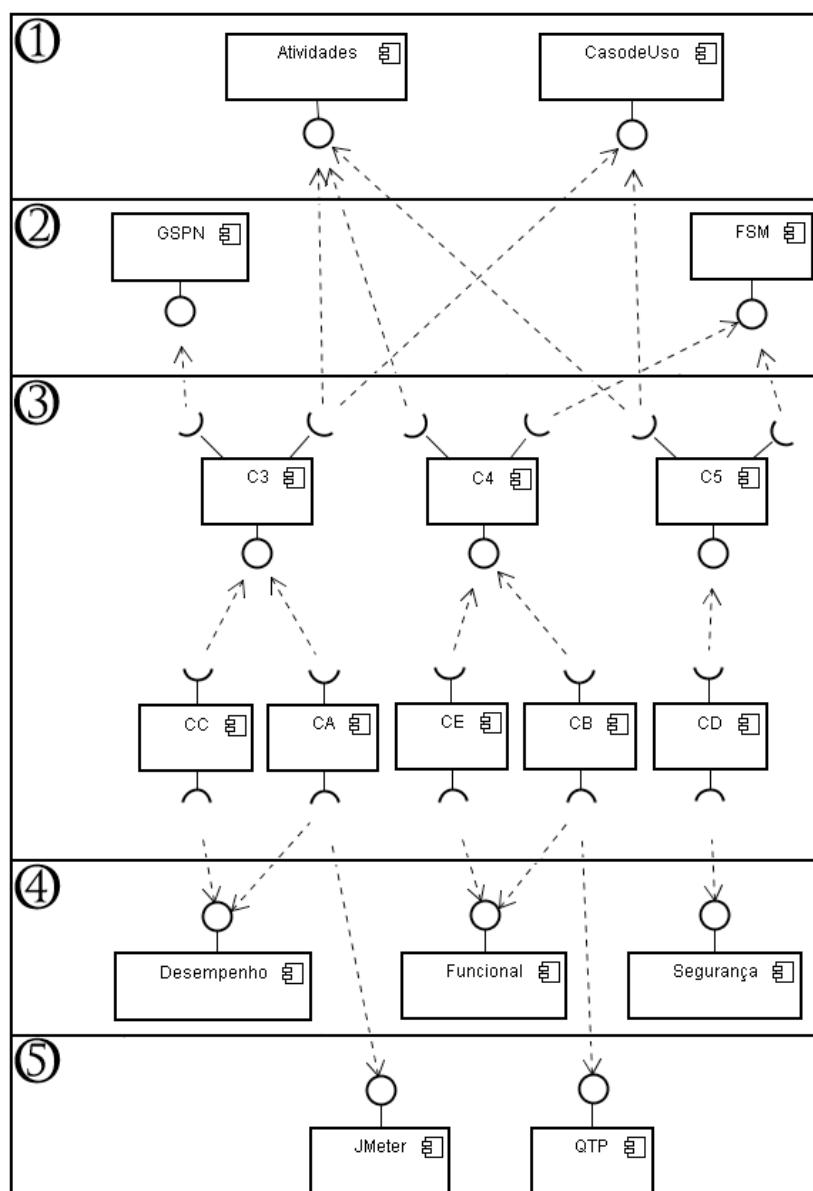 1
Atividades
CasodeUso
2
GSPN
FSM
3
C3
C4
C5
CC
CA
CE
CB
CD
4
Desempenho
Funcional
Segurança
5
JMeter
QTP